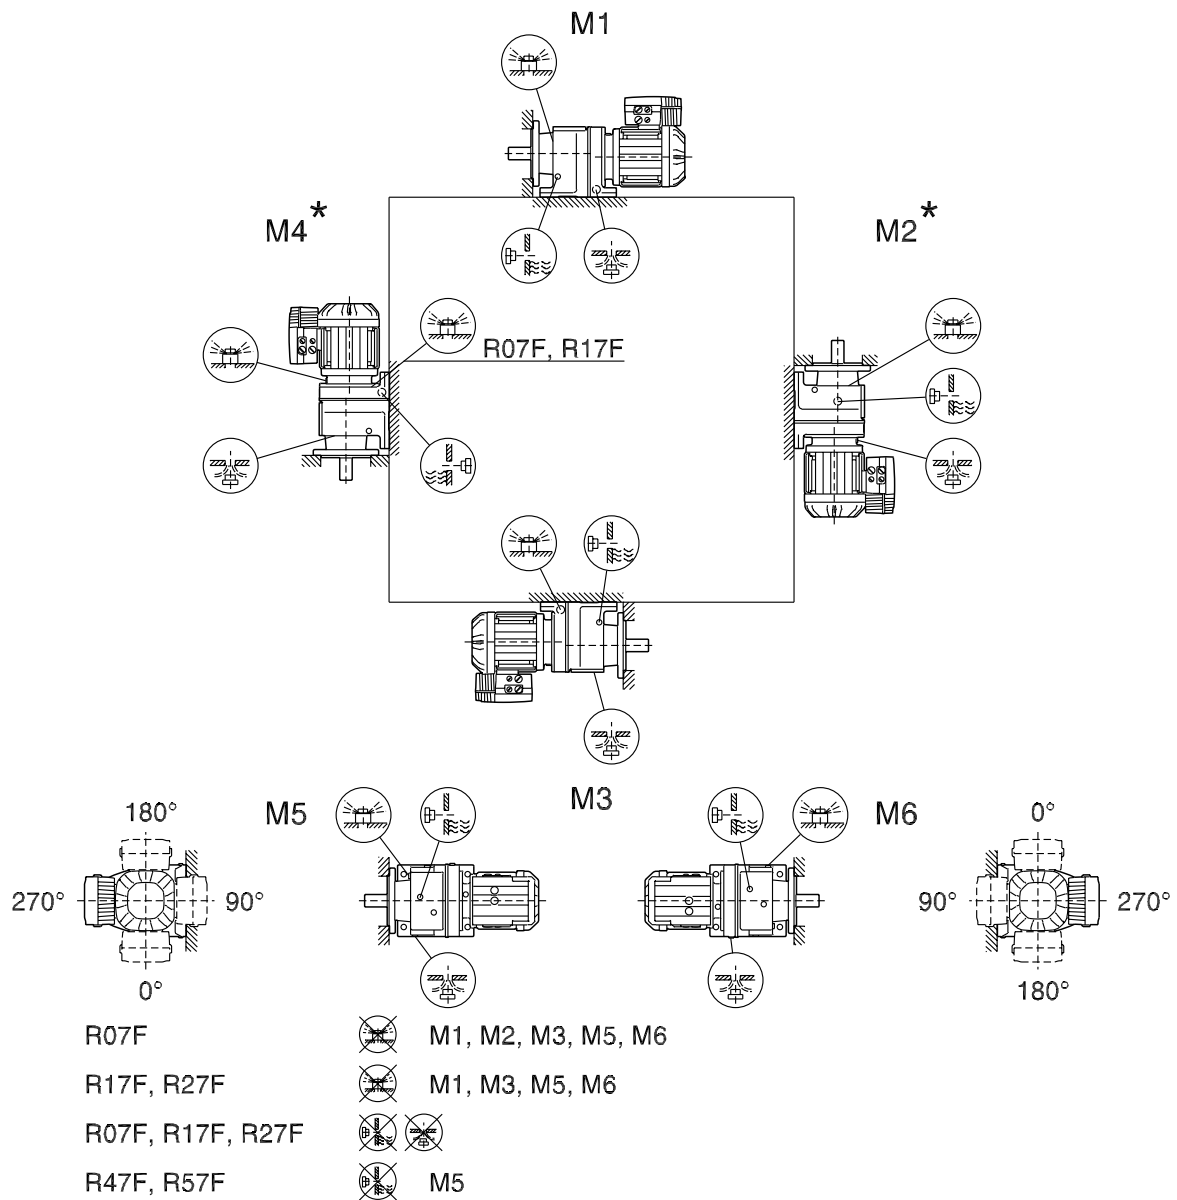 M1
M4* M2*
R07F, R17F
M5 M3 M6
180° 0°
270° 90° 90° 270°
0° 180°
R07F M1, M2, M3, M5, M6
R17F, R27F M1, M3, M5, M6
R07F, R17F, R27F
R47F, R57F M5